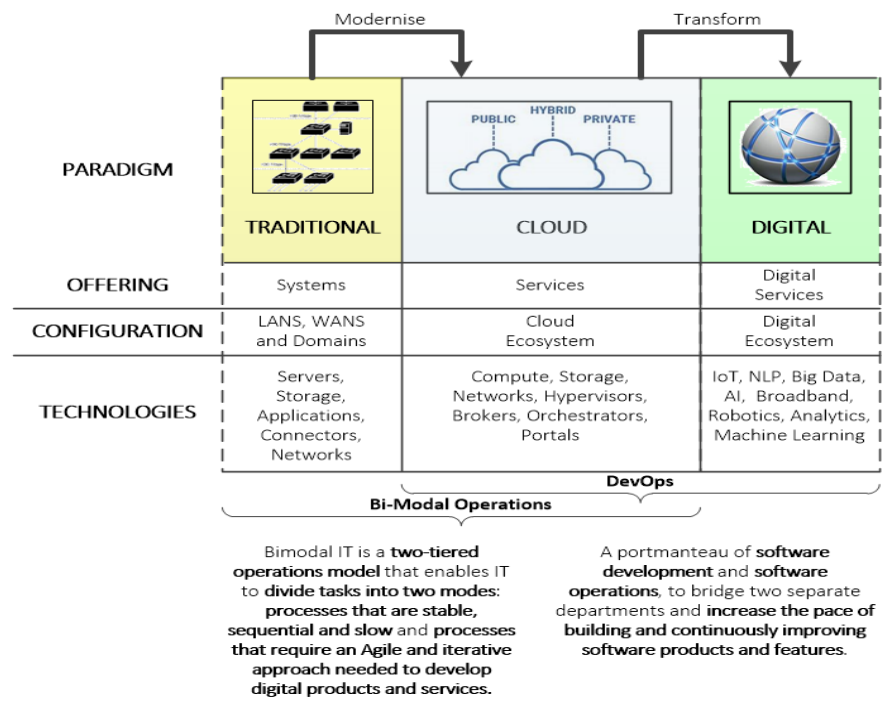 Modernise
Transform
PUBLIC
HYBRID
PRIVATE
PARADIGM
TRADITIONAL
CLOUD
DIGITAL
OFFERING
Systems
Services
Digital
Services
CONFIGURATION
LANS, WANS
and Domains
Cloud
Ecosystem
Digital
Ecosystem
TECHNOLOGIES
Servers,
Storage,
Applications,
Connectors,
Networks
Compute, Storage,
Networks, Hypervisors,
Brokers, Orchestrators,
Portals
IoT, NLP, Big Data,
AI, Broadband,
Robotics, Analytics,
Machine Learning
DevOps
Bi-Modal Operations
Bimodal IT is a two-tiered
operations model that enables IT
to divide tasks into two modes:
processes that are stable,
sequential and slow and processes
that require an Agile and iterative
approach needed to develop
digital products and services.
A portmanteau of software
development and software
operations, to bridge two separate
departments and increase the pace of
building and continuously improving
software products and features.